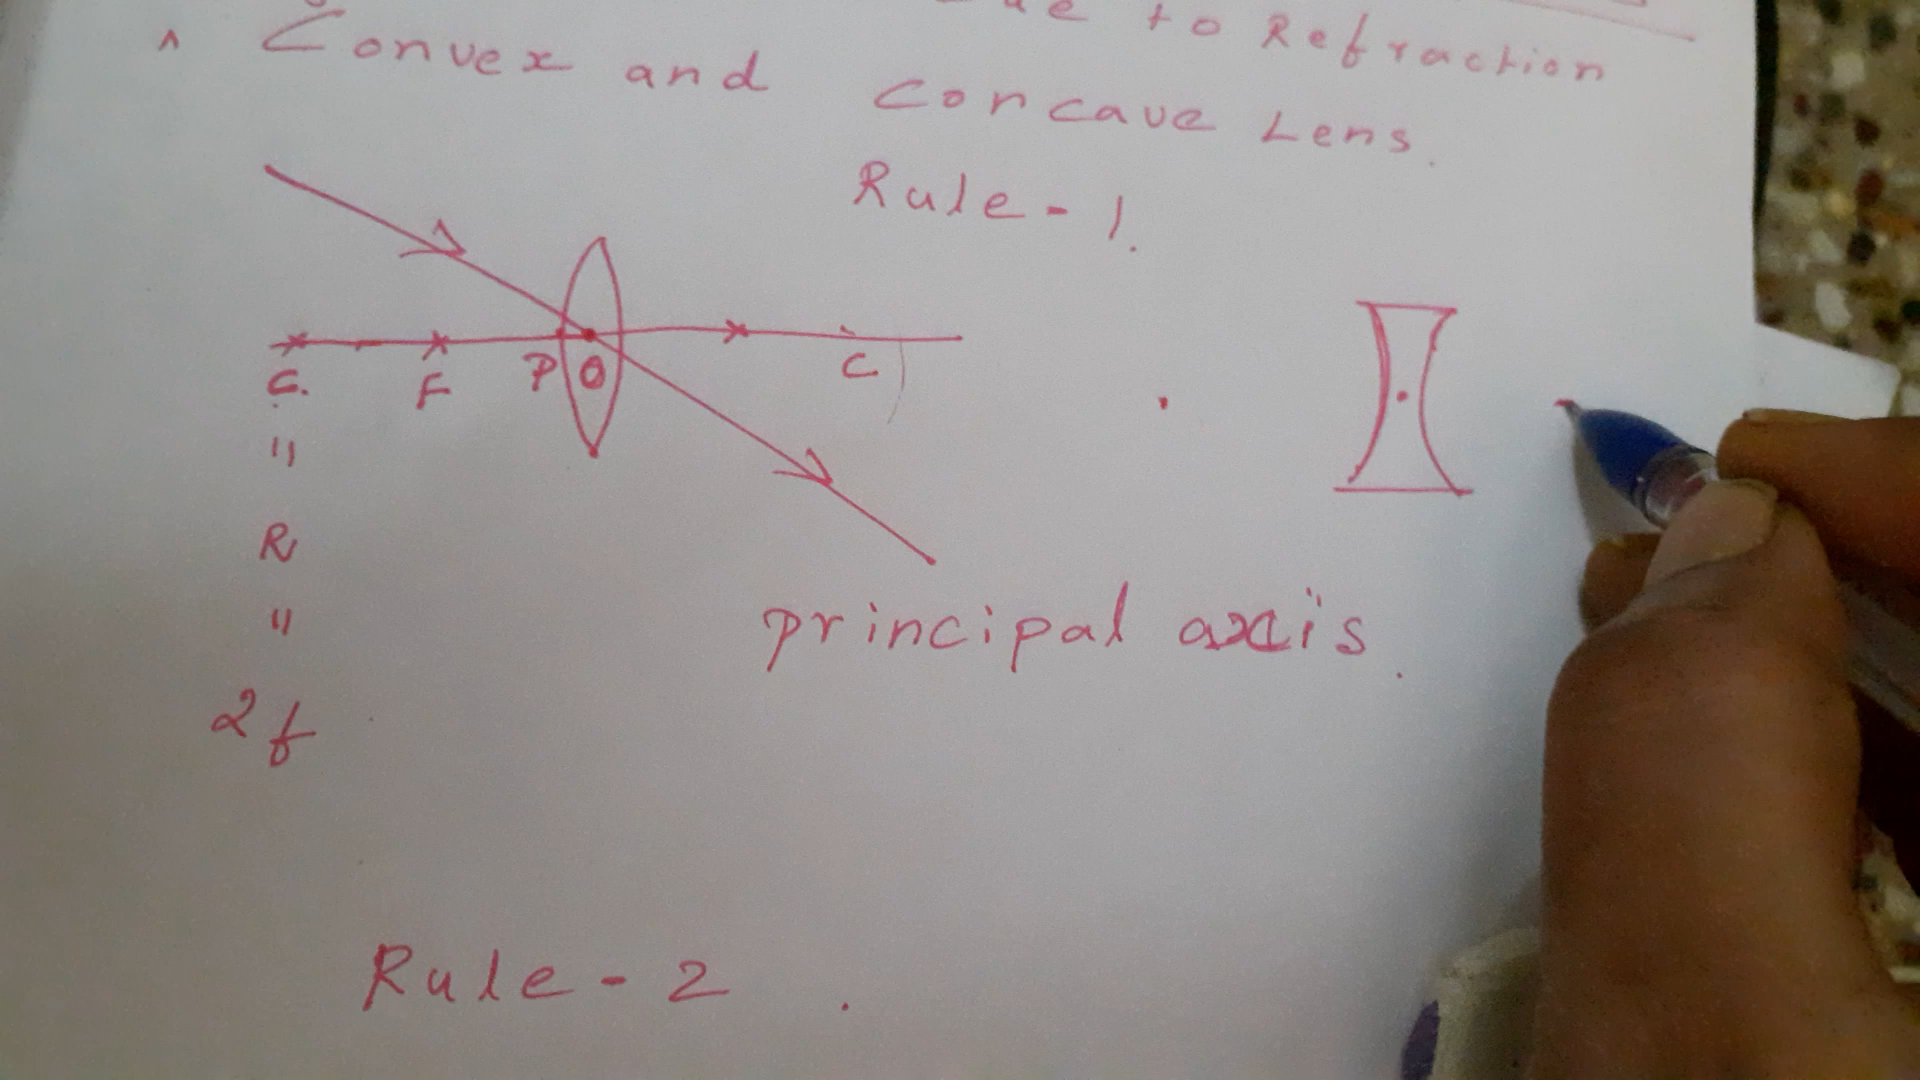 to Refraction
Convex and Concave Lens.
Rule - 1.
C. F P O C
"
R
"
2f
principal axis.
Rule - 2